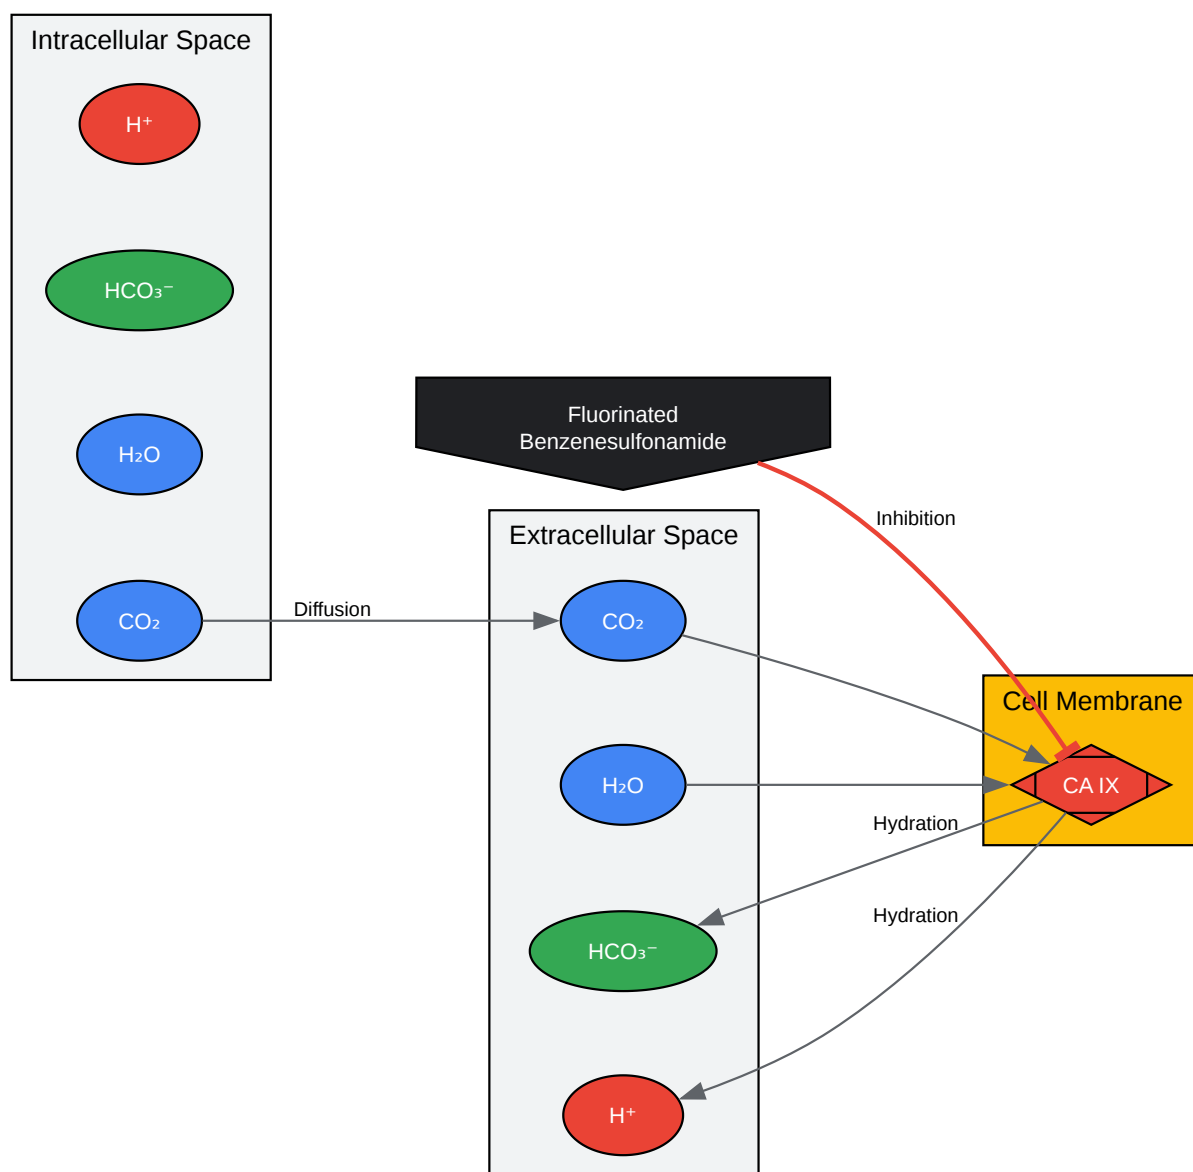 Intracellular Space
H⁺
HCO₃⁻
H₂O
CO₂
Diffusion
Fluorinated
Benzenesulfonamide
Inhibition
Extracellular Space
CO₂
H₂O
HCO₃⁻
H⁺
Cell Membrane
CA IX
Hydration
Hydration